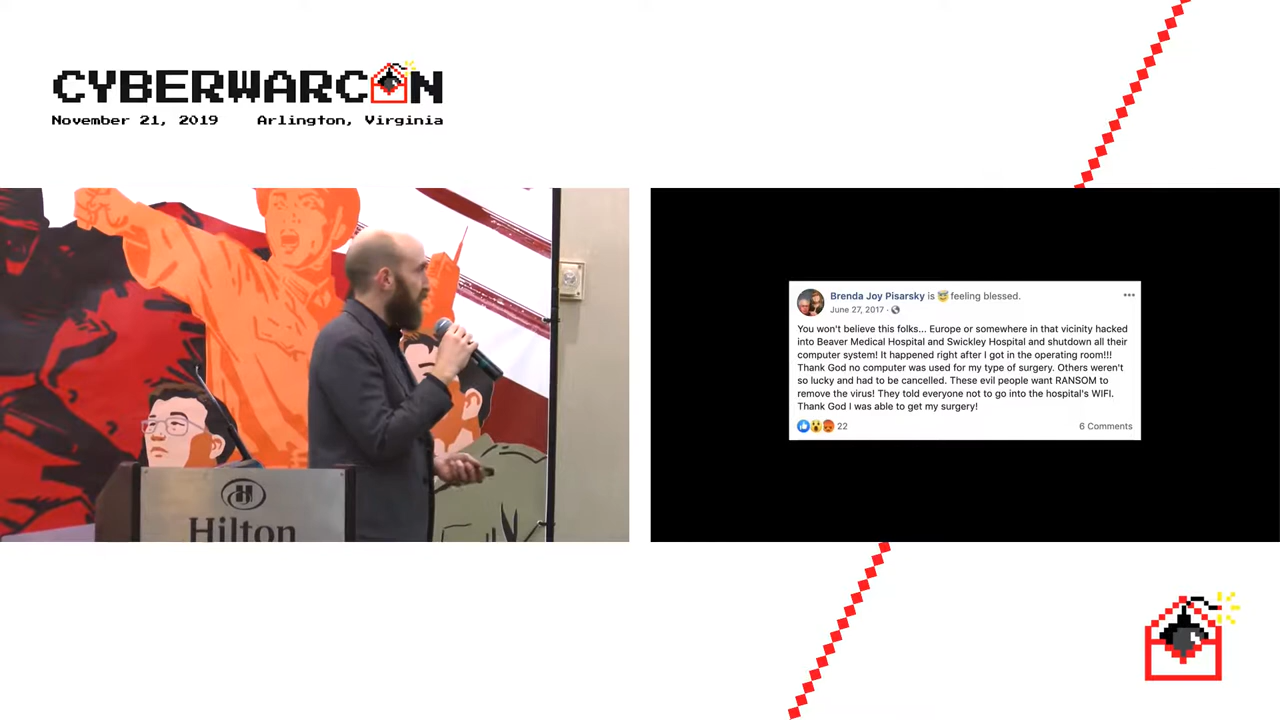 CYBERWARCON
November 21, 2019 Arlington, Virginia
Hilton
Brenda Joy Pisarsky is feeling blessed.
June 27, 2017
You won't believe this folks... Europe or somewhere in that vicinity hacked
into Beaver Medical Hospital and Swickley Hospital and shutdown all their
computer system! It happened right after I got in the operating room!!!
Thank God no computer was used for my type of surgery. Others weren't
so lucky and had to be cancelled. These evil people want RANSOM to
remove the virus! They told everyone not to go into the hospital's WIFI.
Thank God I was able to get my surgery!
22
6 Comments